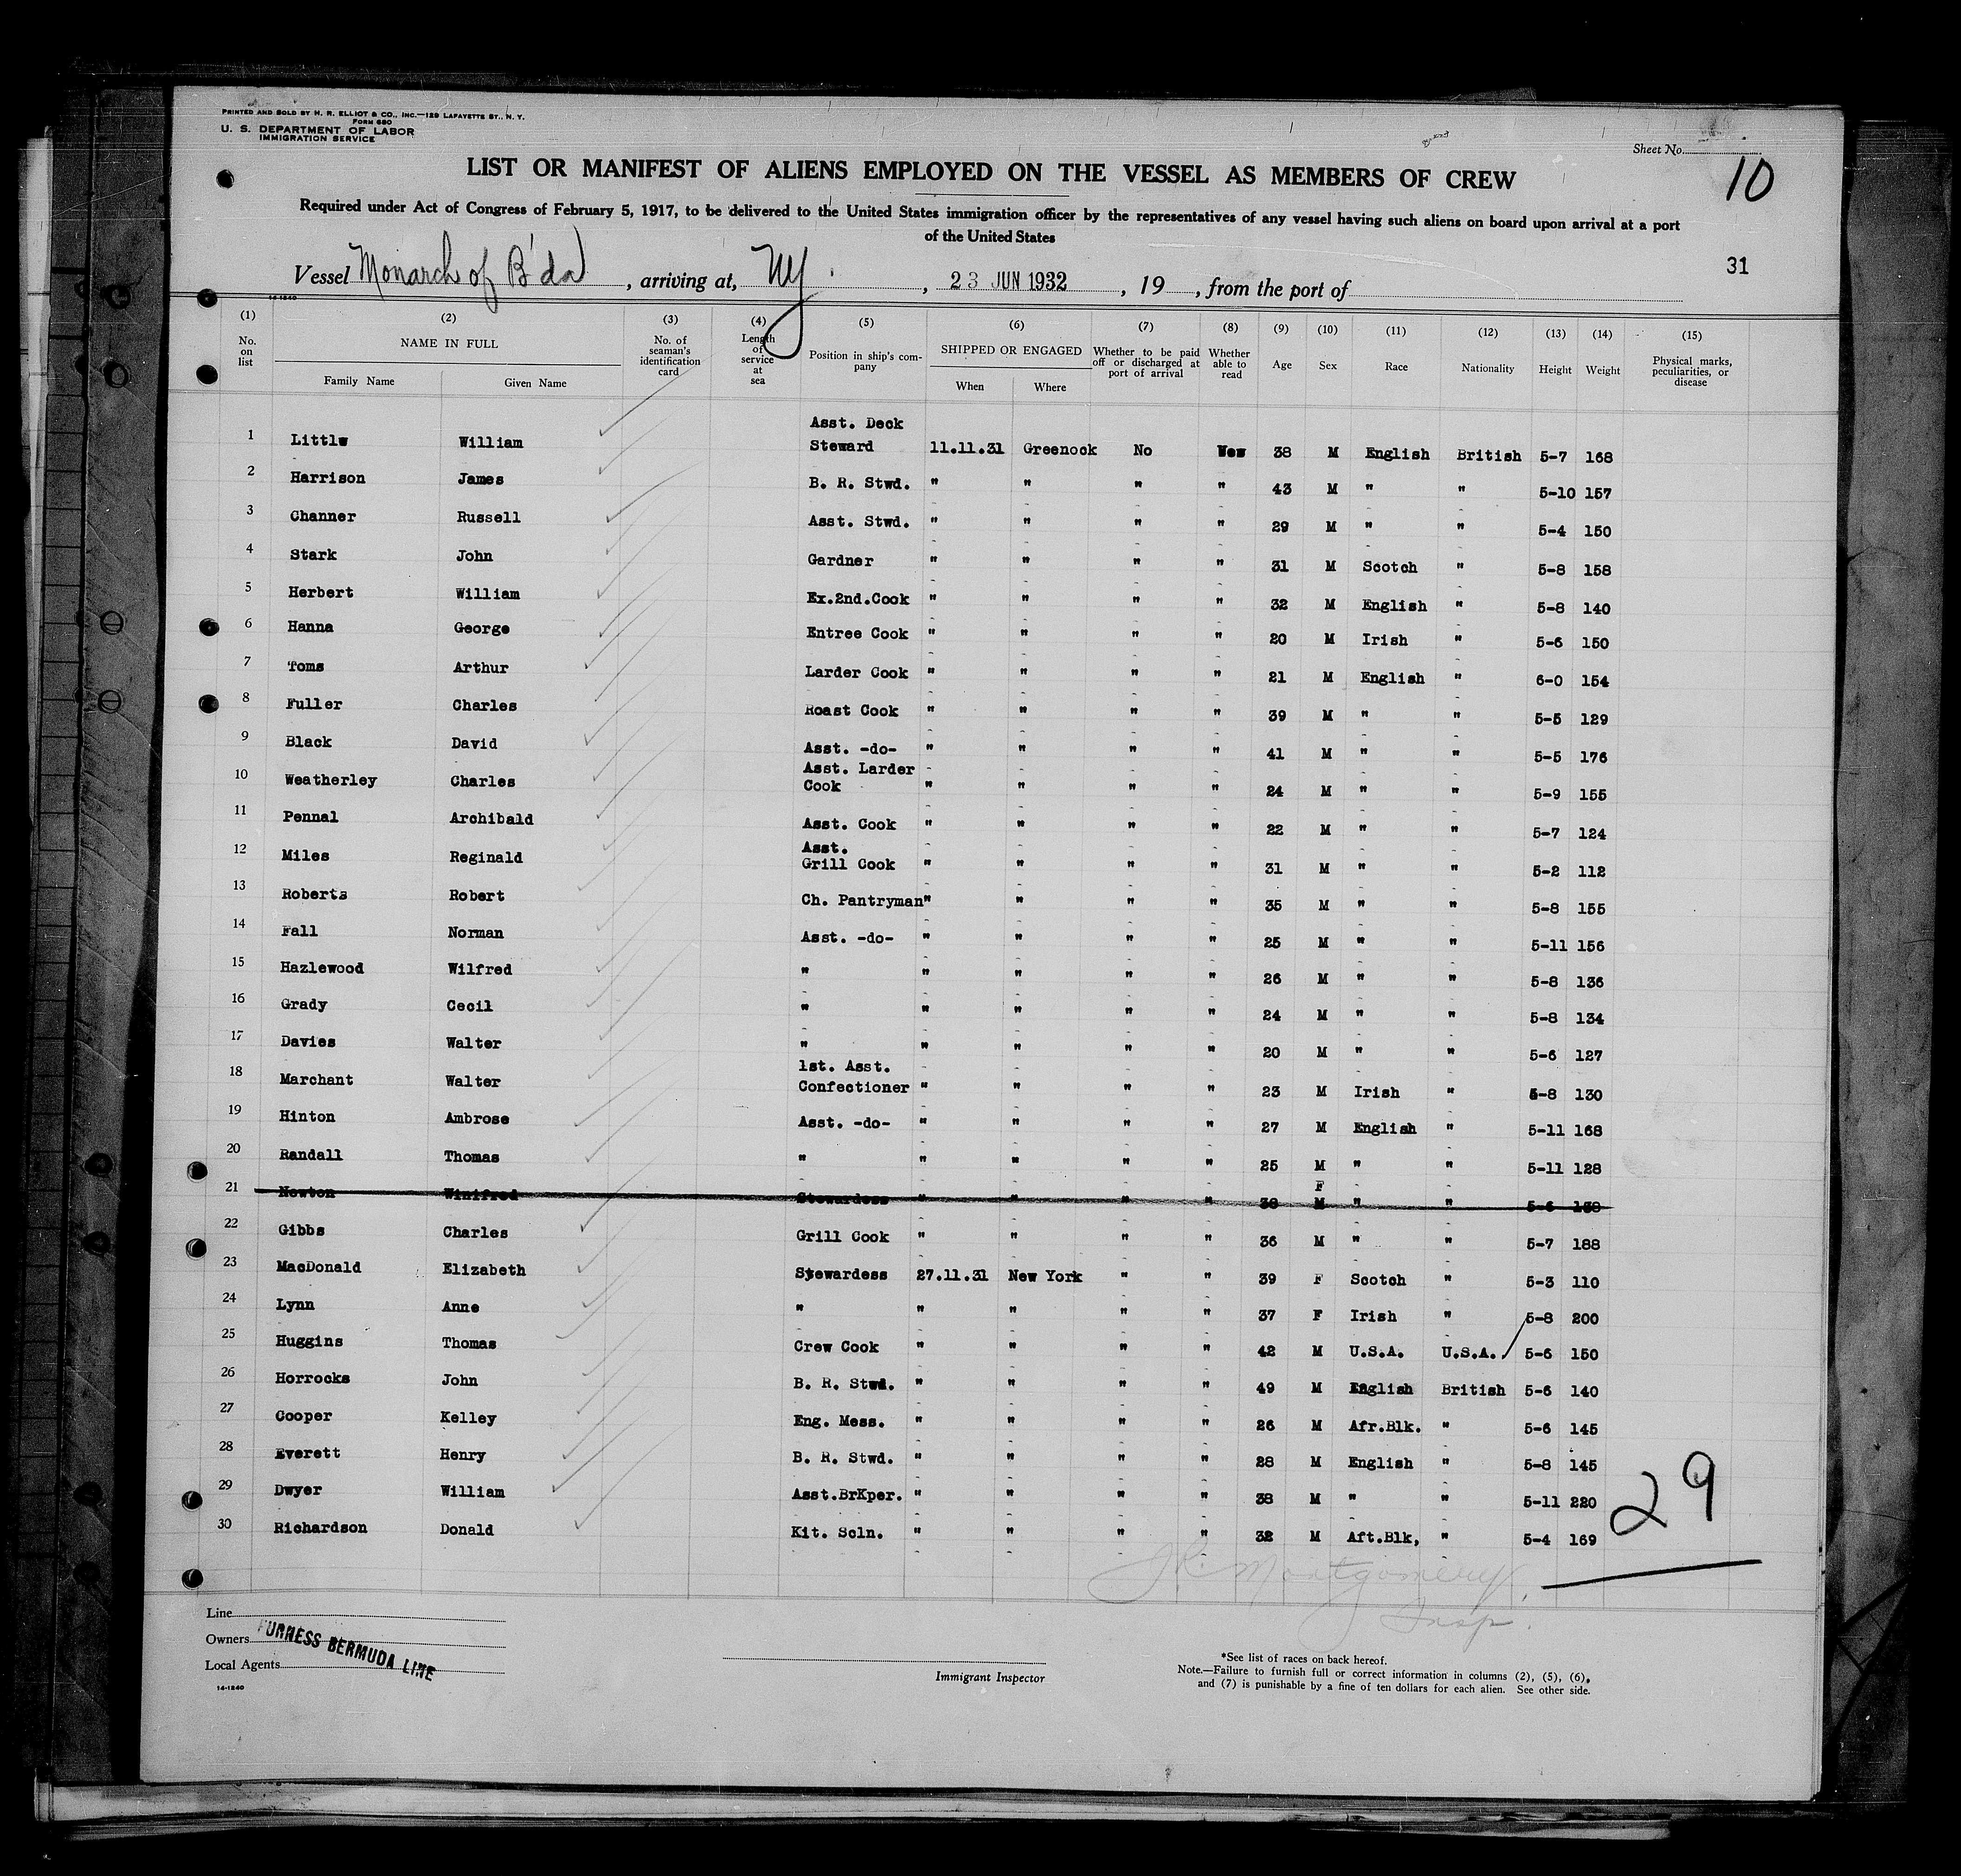 PRINTED AND SOLD BY H. R. ELLIOT & CO., INC.—129 LAFAYETTE ST., N. Y.
FORM 680
U. S. DEPARTMENT OF LABOR
IMMIGRATION SERVICE
Sheet No.
10
LIST OR MANIFEST OF ALIENS EMPLOYED ON THE VESSEL AS MEMBERS OF CREW
Required under Act of Congress of February 5, 1917, to be delivered to the United States immigration officer by the representatives of any vessel having such aliens on board upon arrival at a port
of the United States
31
Vessel Monarch of B'da, arriving at, NY., 23 JUN 1932, 19, from the port of
14-1240
(1) (2) (3) (4) (5) (6) (7) (8) (9) (10) (11) (12) (13) (14) (15)
No. on list NAME IN FULL Family Name Given Name No. of seaman's identification card Length of service at sea Position in ship's company SHIPPED OR ENGAGED When Where Whether to be paid off or discharged at port of arrival Whether able to read Age Sex Race Nationality Height Weight Physical marks, peculiarities, or disease
1 Littlw William Asst. Deck Steward 11.11.31 Greenock No 38 M English British 5-7 168
2 Harrison James B. R. Stwd. " " " " 43 M " " 5-10 157
3 Channer Russell Asst. Stwd. " " " " 29 M " " 5-4 150
4 Stark John Gardner " " " " 31 M Scotch " 5-8 158
5 Herbert William Ex.2nd.Cook " " " " 32 M English " 5-8 140
6 Hanna George Entree Cook " " " " 20 M Irish " 5-6 150
7 Toms Arthur Larder Cook " " " " 21 M English " 6-0 154
8 Fuller Charles Roast Cook " " " " 39 M " " 5-5 129
9 Black David Asst. -do- " " " " 41 M " " 5-5 176
10 Weatherley Charles Asst. Larder Cook " " " " 24 M " " 5-9 155
11 Pennal Archibald Asst. Cook " " " " 22 M " " 5-7 124
12 Miles Reginald Asst. Grill Cook " " " " 31 M " " 5-2 112
13 Roberts Robert Ch. Pantryman " " " " 35 M " " 5-8 155
14 Fall Norman Asst. -do- " " " " 25 M " " 5-11 156
15 Hazlewood Wilfred " " " " " 26 M " " 5-8 136
16 Grady Cecil " " " " " 24 M " " 5-8 134
17 Davies Walter " " " " " 20 M " " 5-6 127
18 Marchant Walter 1st. Asst. Confectioner " " " " 23 M Irish " 5-8 130
19 Hinton Ambrose Asst. -do- " " " " 27 M English " 5-11 168
20 Randall Thomas " " " " " 25 M " " 5-11 128
21 Newton Winifred Stewardess " " " " F M " " 5-6
22 Gibbs Charles Grill Cook " " " " 36 M " " 5-7 188
23 MacDonald Elizabeth Stewardess 27.11.31 New York " " 39 F Scotch " 5-3 110
24 Lynn Anne " " " " " 37 F Irish " 5-8 200
25 Huggins Thomas Crew Cook " " " " 42 M U.S.A. U.S.A. 5-6 150
26 Horrocks John B. R. Stwd. " " " " 49 M English British 5-6 140
27 Cooper Kelley Eng. Mess. " " " " 26 M Afr.Blk. " 5-6 145
28 Everett Henry B. R. Stwd. " " " " 28 M English " 5-8 145
29 Dwyer William Asst.BrKper. " " " " 38 M " " 5-11 220
30 Richardson Donald Kit. Scln. " " " " 32 M Aft.Blk, " 5-4 169
29
J R. Montgomery,
Insp.
Line
Owners
FURNESS BERMUDA LINE
Local Agents
14-1240
Immigrant Inspector
*See list of races on back hereof.
Note.—Failure to furnish full or correct information in columns (2), (5), (6),
and (7) is punishable by a fine of ten dollars for each alien. See other side.